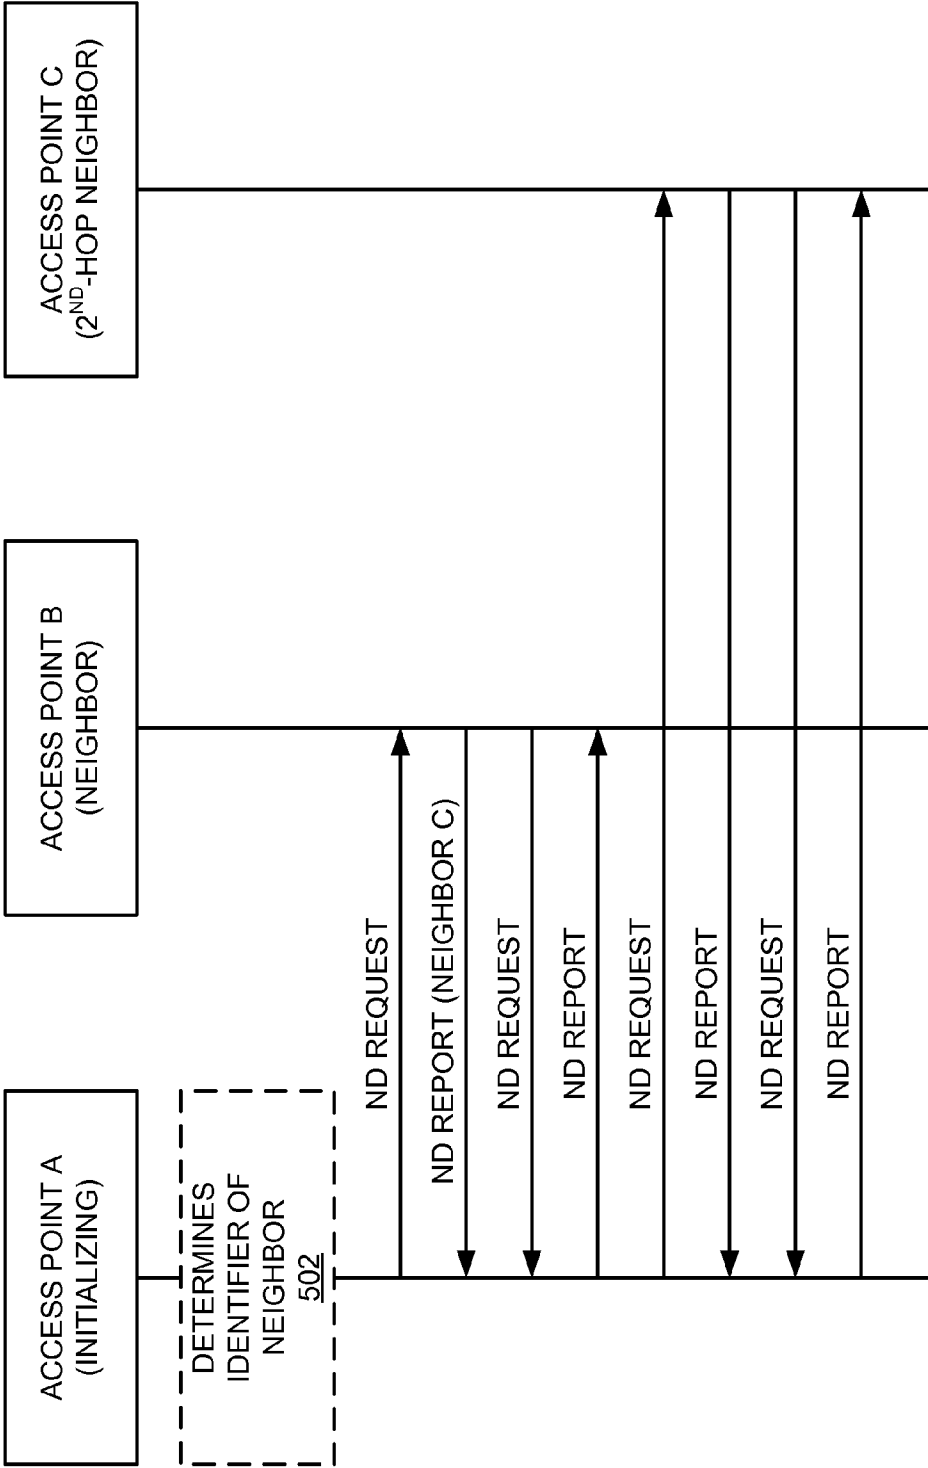 ACCESS POINT A
(INITIALIZING)
ACCESS POINT B
(NEIGHBOR)
ACCESS POINT C
(2ND-HOP NEIGHBOR)
DETERMINES
IDENTIFIER OF
NEIGHBOR
502
ND REQUEST
ND REPORT (NEIGHBOR C)
ND REQUEST
ND REPORT
ND REQUEST
ND REPORT
ND REQUEST
ND REPORT